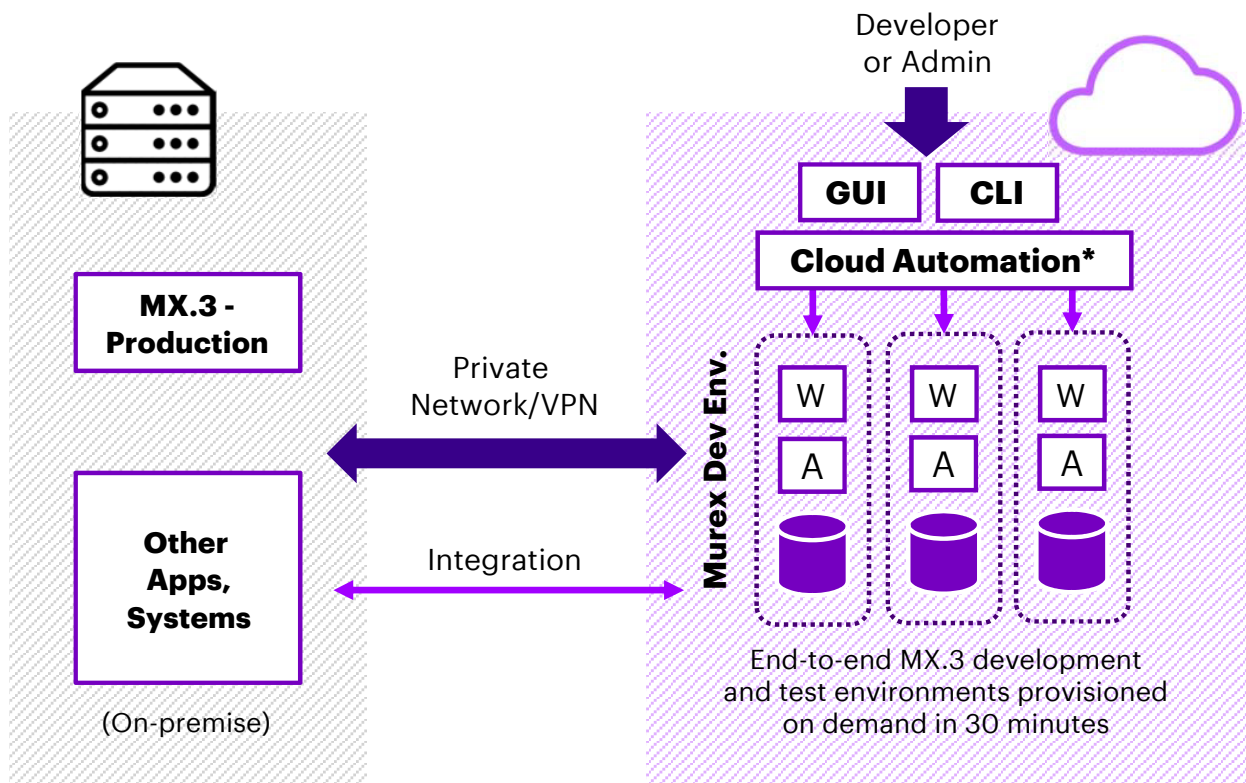 Developer
or Admin
GUI
CLI
Cloud Automation*
MX.3 -
Production
Private
Network/VPN
Murex Dev Env.
W
W
W
A
A
A
Other
Apps,
Systems
Integration
(On-premise)
End-to-end MX.3 development
and test environments provisioned
on demand in 30 minutes